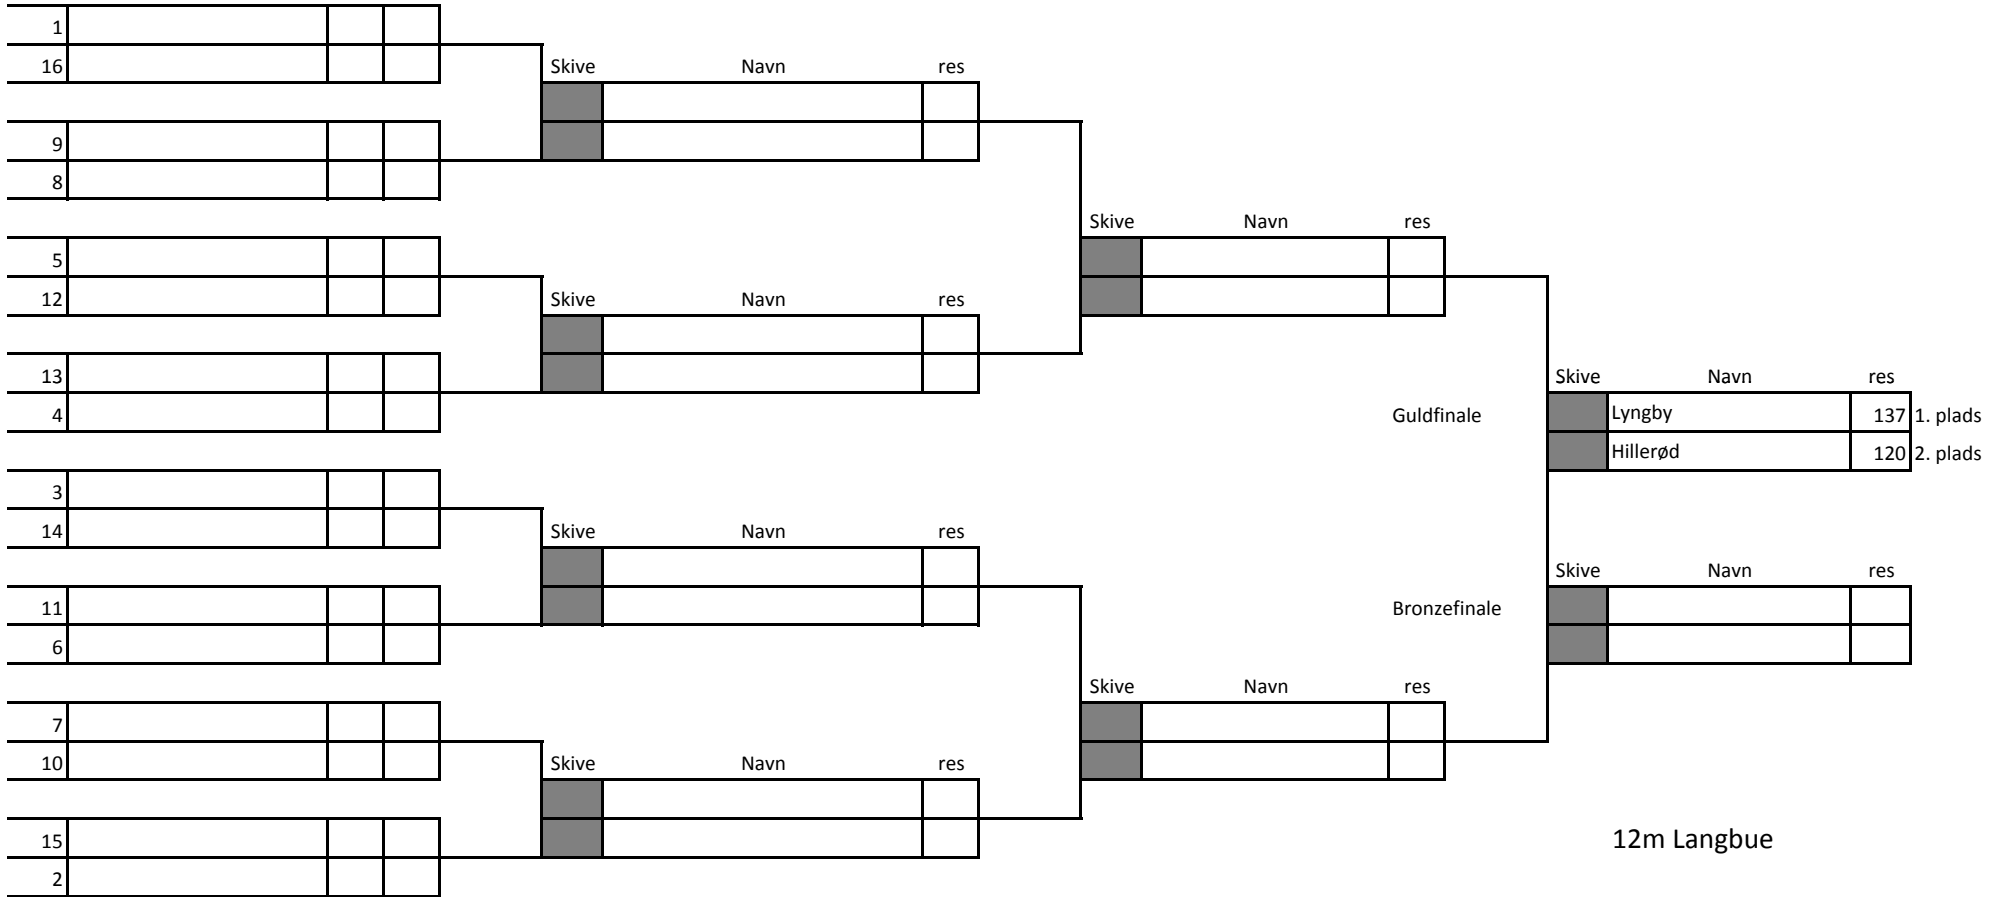 1
16
Skive Navn res
9
8
Skive Navn res
5
12
Skive Navn res
13
4
Skive Navn res
Guldfinale
Lyngby 137 1. plads
Hillerød 120 2. plads
3
14
Skive Navn res
Skive Navn res
11
Bronzefinale
6
7
Skive Navn res
10
Skive Navn res
15
12m Langbue
2